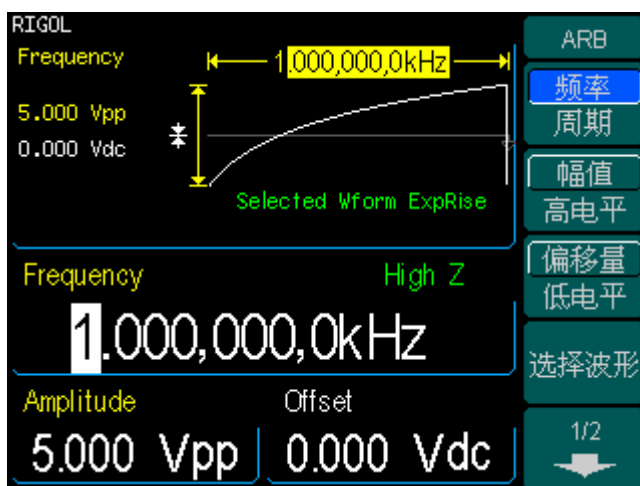 RIGOL
Frequency
1.000,000,0kHz
5.000 Vpp
0.000 Vdc
Selected Wform ExpRise
Frequency
High Z
1.000,000,0kHz
Amplitude
Offset
5.000 Vpp
0.000 Vdc
ARB
频率
周期
幅值
高电平
偏移量
低电平
选择波形
1/2